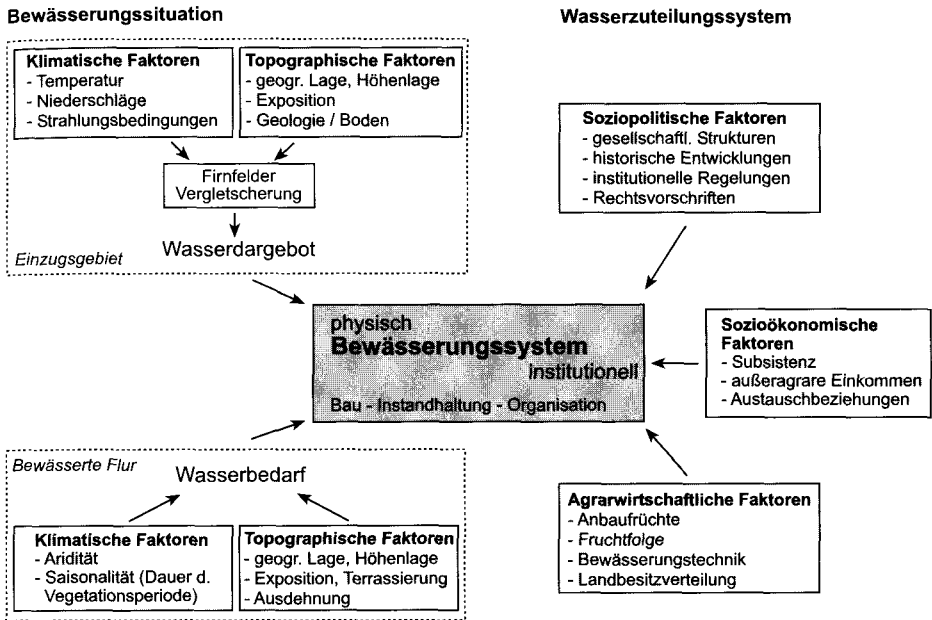 Bewässerungssituation
Klimatische Faktoren
- Temperatur
- Niederschläge
- Strahlungsbedingungen
Topographische Faktoren
- geogr. Lage, Höhenlage
- Exposition
- Geologie / Boden
Firnfelder
Vergletscherung
Wasserdargebot
Einzugsgebiet
Wasserzuteilungssystem
Soziopolitische Faktoren
- gesellschaftl. Strukturen
- historische Entwicklungen
- institutionelle Regelungen
- Rechtsvorschriften
physisch
Bewässerungssystem
institutionell
Bau - Instandhaltung - Organisation
Sozioökonomische
Faktoren
- Subsistenz
- außeragrare Einkommen
- Austauschbeziehungen
Bewässerte Flur
Wasserbedarf
Klimatische Faktoren
- Aridität
- Saisonalität (Dauer d.
Vegetationsperiode)
Topographische Faktoren
- geogr. Lage, Höhenlage
- Exposition, Terrassierung
- Ausdehnung
Agrarwirtschaftliche Faktoren
- Anbaufrüchte
- Fruchtfolge
- Bewässerungstechnik
- Landbesitzverteilung